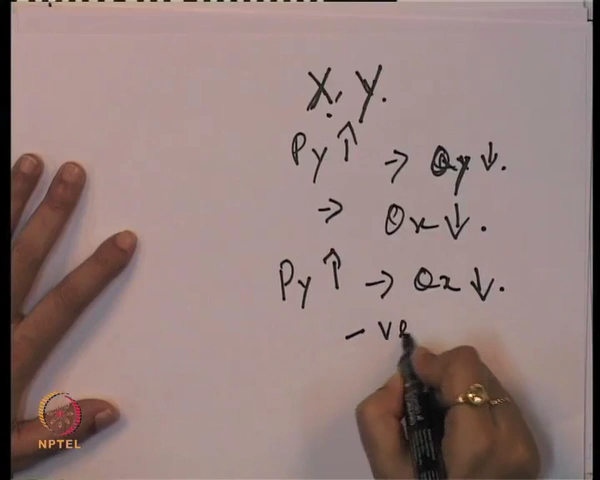 X, Y.
Py ↑ → Qy ↓.
→ Qx ↓.
Py ↑ → Qx ↓.
- ve
NPTEL